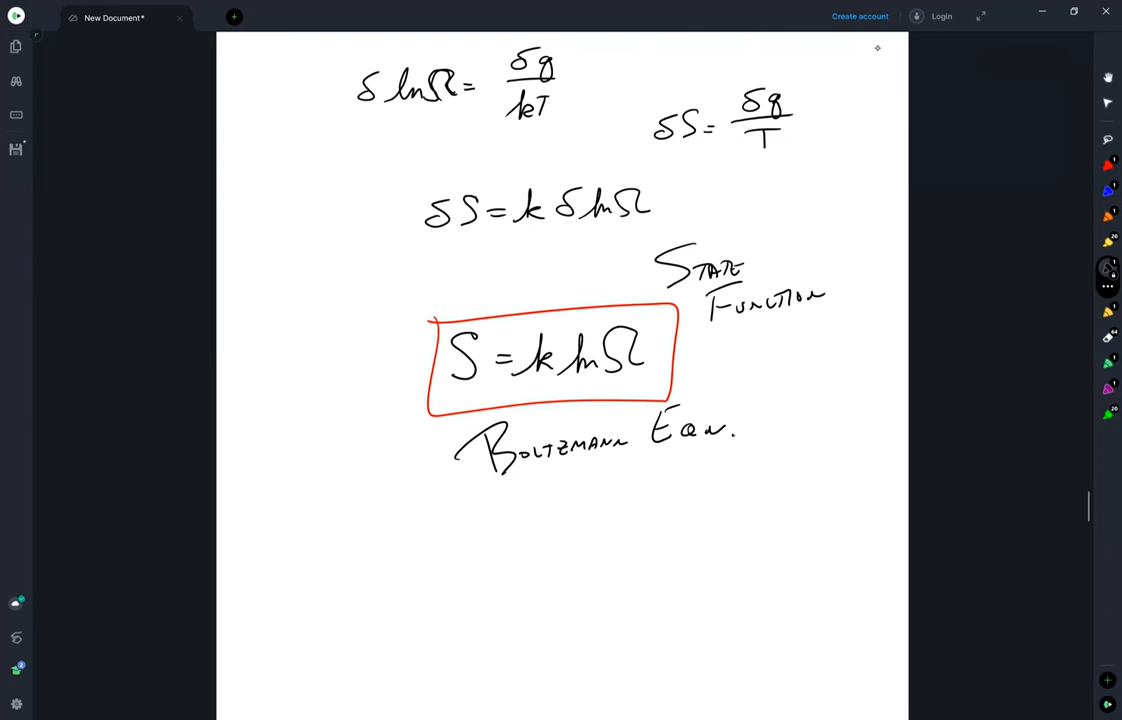 New Document*
Create account
Login
δ lnΩ = δq / kT
δS = δq / T
δS = k δ lnΩ
STATE
FUNCTION
S = k lnΩ
BOLTZMANN EQN.